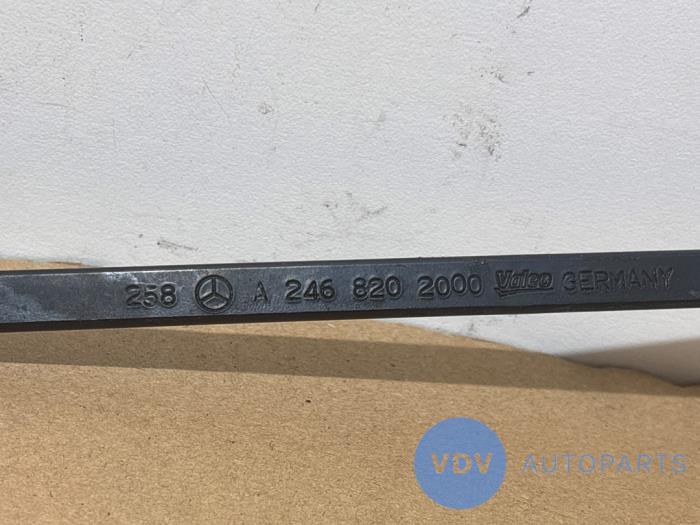 258 A 246 820 2000 Valeo GERMANY
VDV AUTOPARTS